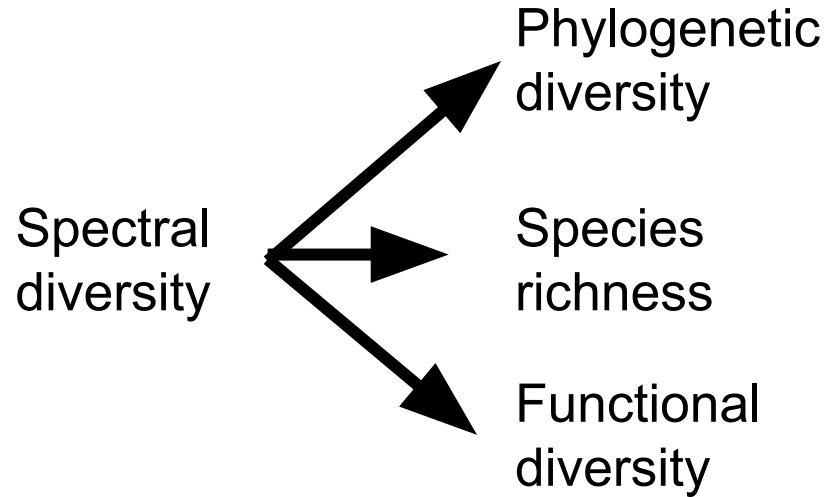 Phylogenetic
diversity
Spectral
diversity
Species
richness
Functional
diversity